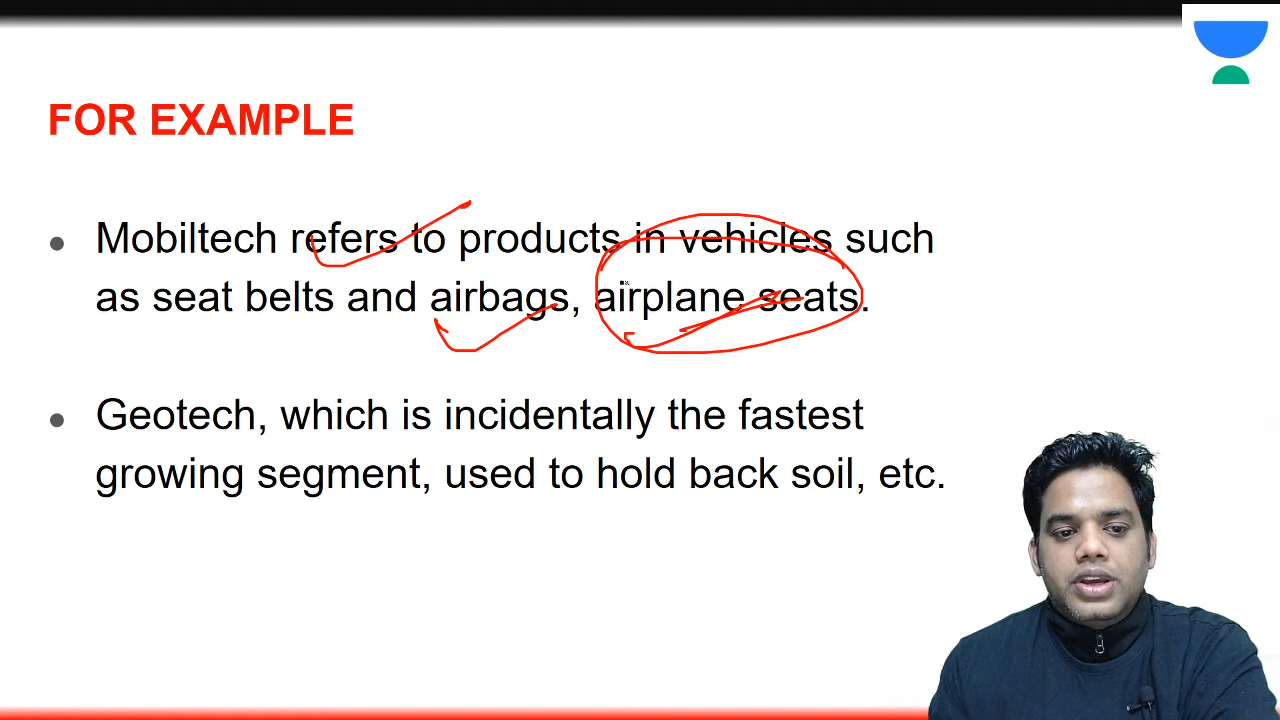 FOR EXAMPLE
Mobiltech refers to products in vehicles such
as seat belts and airbags, airplane seats.
Geotech, which is incidentally the fastest
growing segment, used to hold back soil, etc.